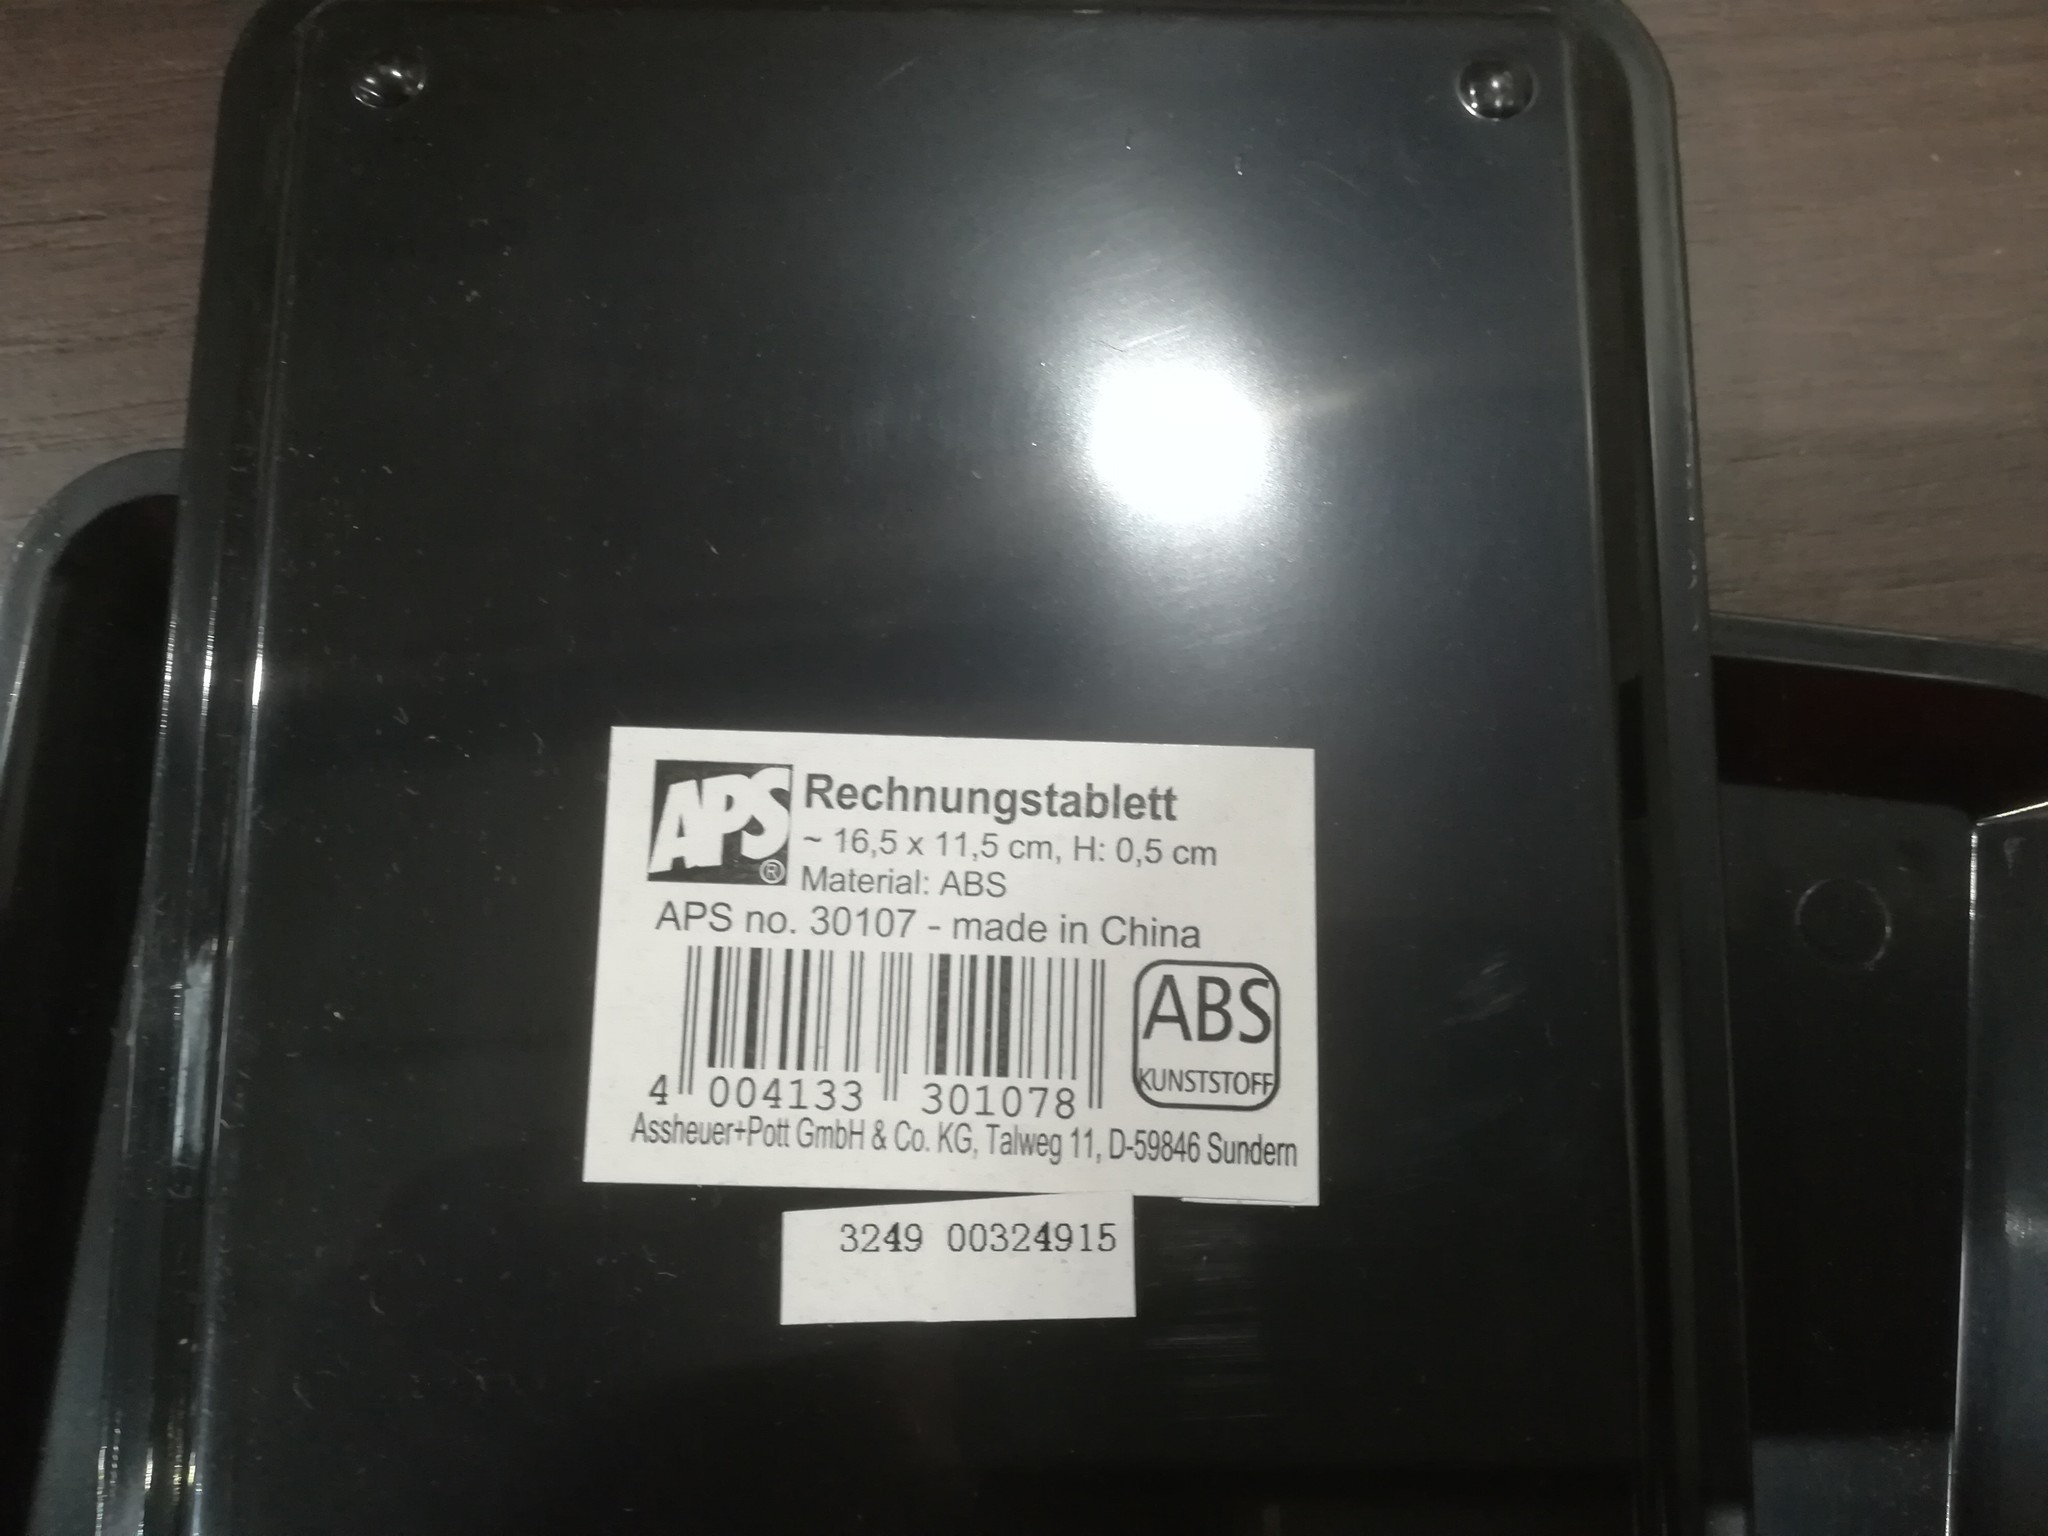 APS ®
Rechnungstablett
~ 16,5 x 11,5 cm, H: 0,5 cm
Material: ABS
APS no. 30107 - made in China
ABS
KUNSTSTOFF
4 004133 301078
Assheuer+Pott GmbH & Co. KG, Talweg 11, D-59846 Sundern
3249 00324915